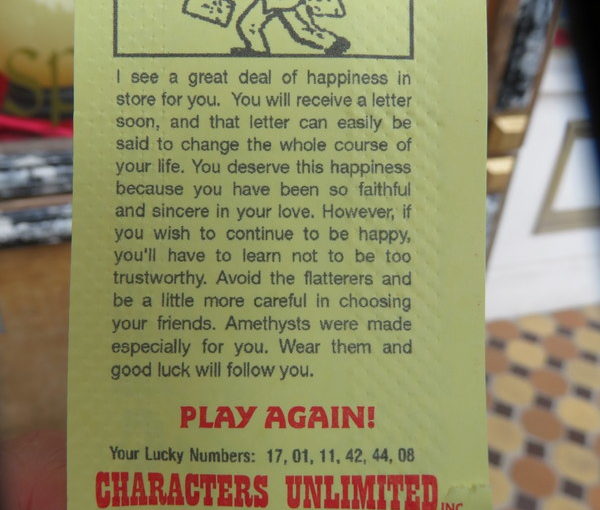 Sp
I see a great deal of happiness in
store for you. You will receive a letter
soon, and that letter can easily be
said to change the whole course of
your life. You deserve this happiness
because you have been so faithful
and sincere in your love. However, if
you wish to continue to be happy,
you'll have to learn not to be too
trustworthy. Avoid the flatterers and
be a little more careful in choosing
your friends. Amethysts were made
especially for you. Wear them and
good luck will follow you.
PLAY AGAIN!
Your Lucky Numbers: 17, 01, 11, 42, 44, 08
CHARACTERS UNLIMITED INC